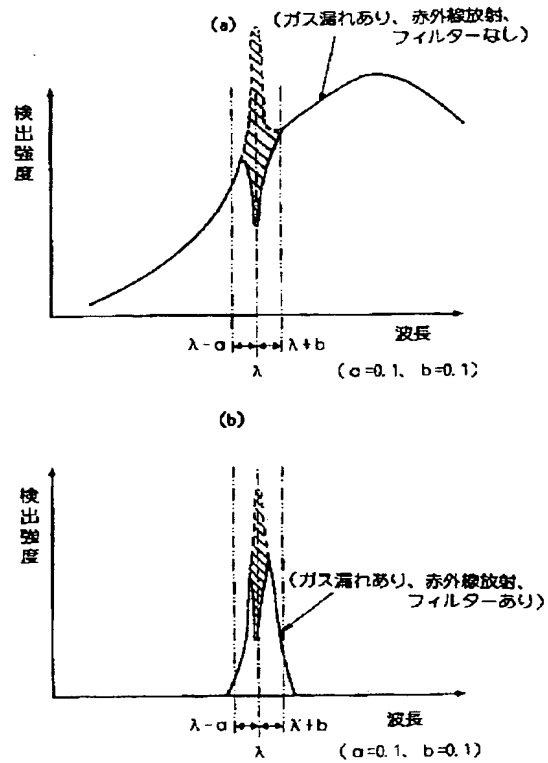 (a)
(ガス漏れあり、赤外線放射、
フィルターなし)
検出強度
波長
λ-a
λ+b
λ
(a=0.1、b=0.1)
(b)
検出強度
(ガス漏れあり、赤外線放射、
フィルターあり)
波長
λ-a
λ+b
λ
(a=0.1、b=0.1)